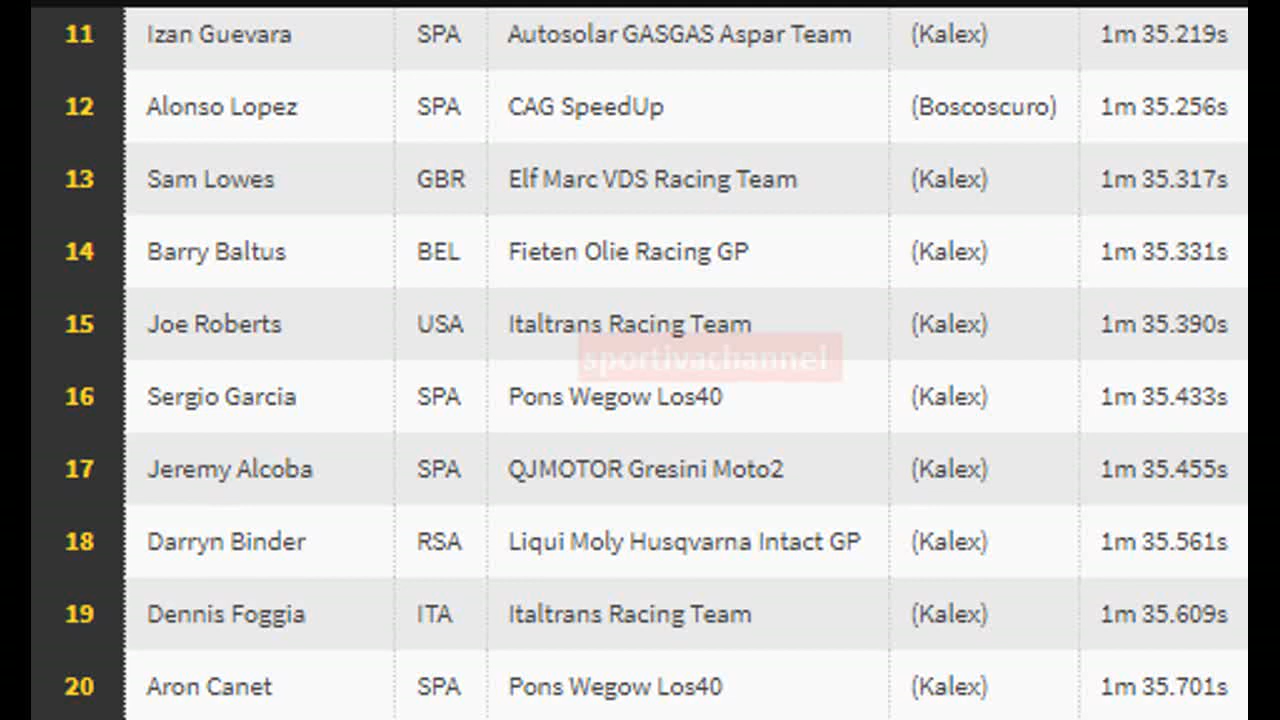 11 Izan Guevara SPA Autosolar GASGAS Aspar Team (Kalex) 1m 35.219s
12 Alonso Lopez SPA CAG SpeedUp (Boscoscuro) 1m 35.256s
13 Sam Lowes GBR Elf Marc VDS Racing Team (Kalex) 1m 35.317s
14 Barry Baltus BEL Fieten Olie Racing GP (Kalex) 1m 35.331s
15 Joe Roberts USA Italtrans Racing Team (Kalex) 1m 35.390s
sportivachannel
16 Sergio Garcia SPA Pons Wegow Los40 (Kalex) 1m 35.433s
17 Jeremy Alcoba SPA QJMOTOR Gresini Moto2 (Kalex) 1m 35.455s
18 Darryn Binder RSA Liqui Moly Husqvarna Intact GP (Kalex) 1m 35.561s
19 Dennis Foggia ITA Italtrans Racing Team (Kalex) 1m 35.609s
20 Aron Canet SPA Pons Wegow Los40 (Kalex) 1m 35.701s